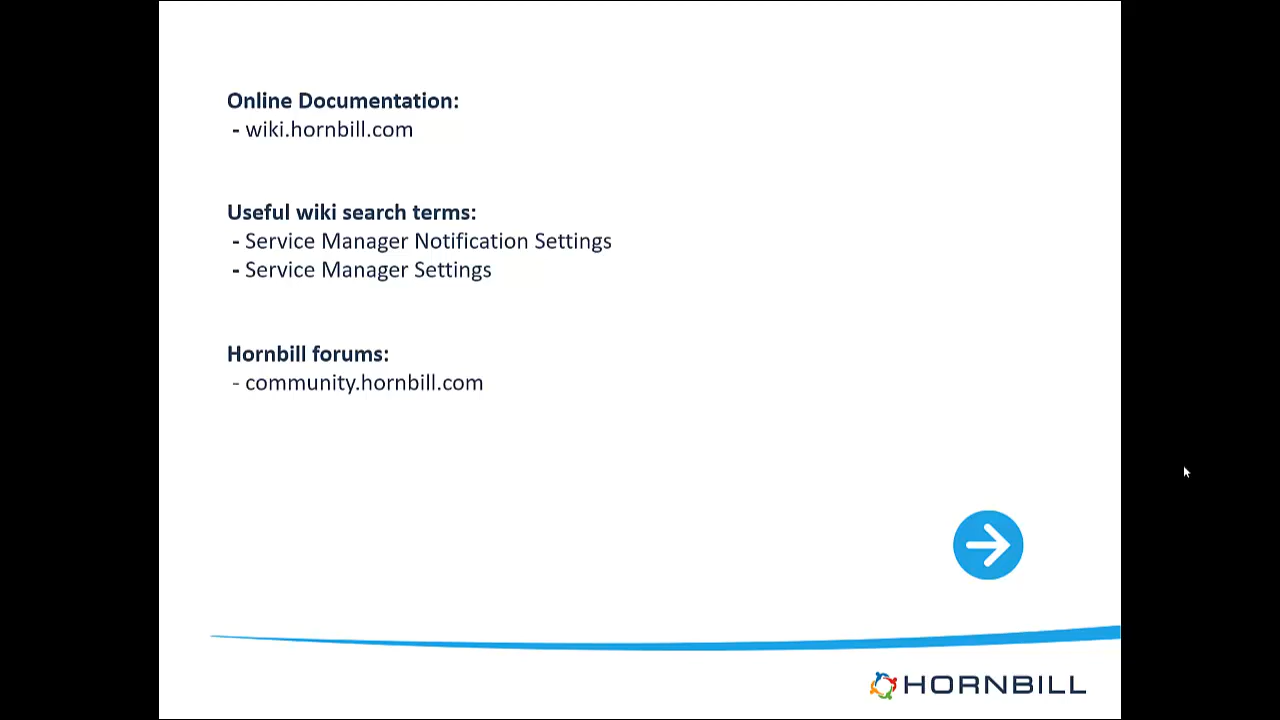 Online Documentation:
- wiki.hornbill.com
Useful wiki search terms:
- Service Manager Notification Settings
- Service Manager Settings
Hornbill forums:
- community.hornbill.com
HORNBILL